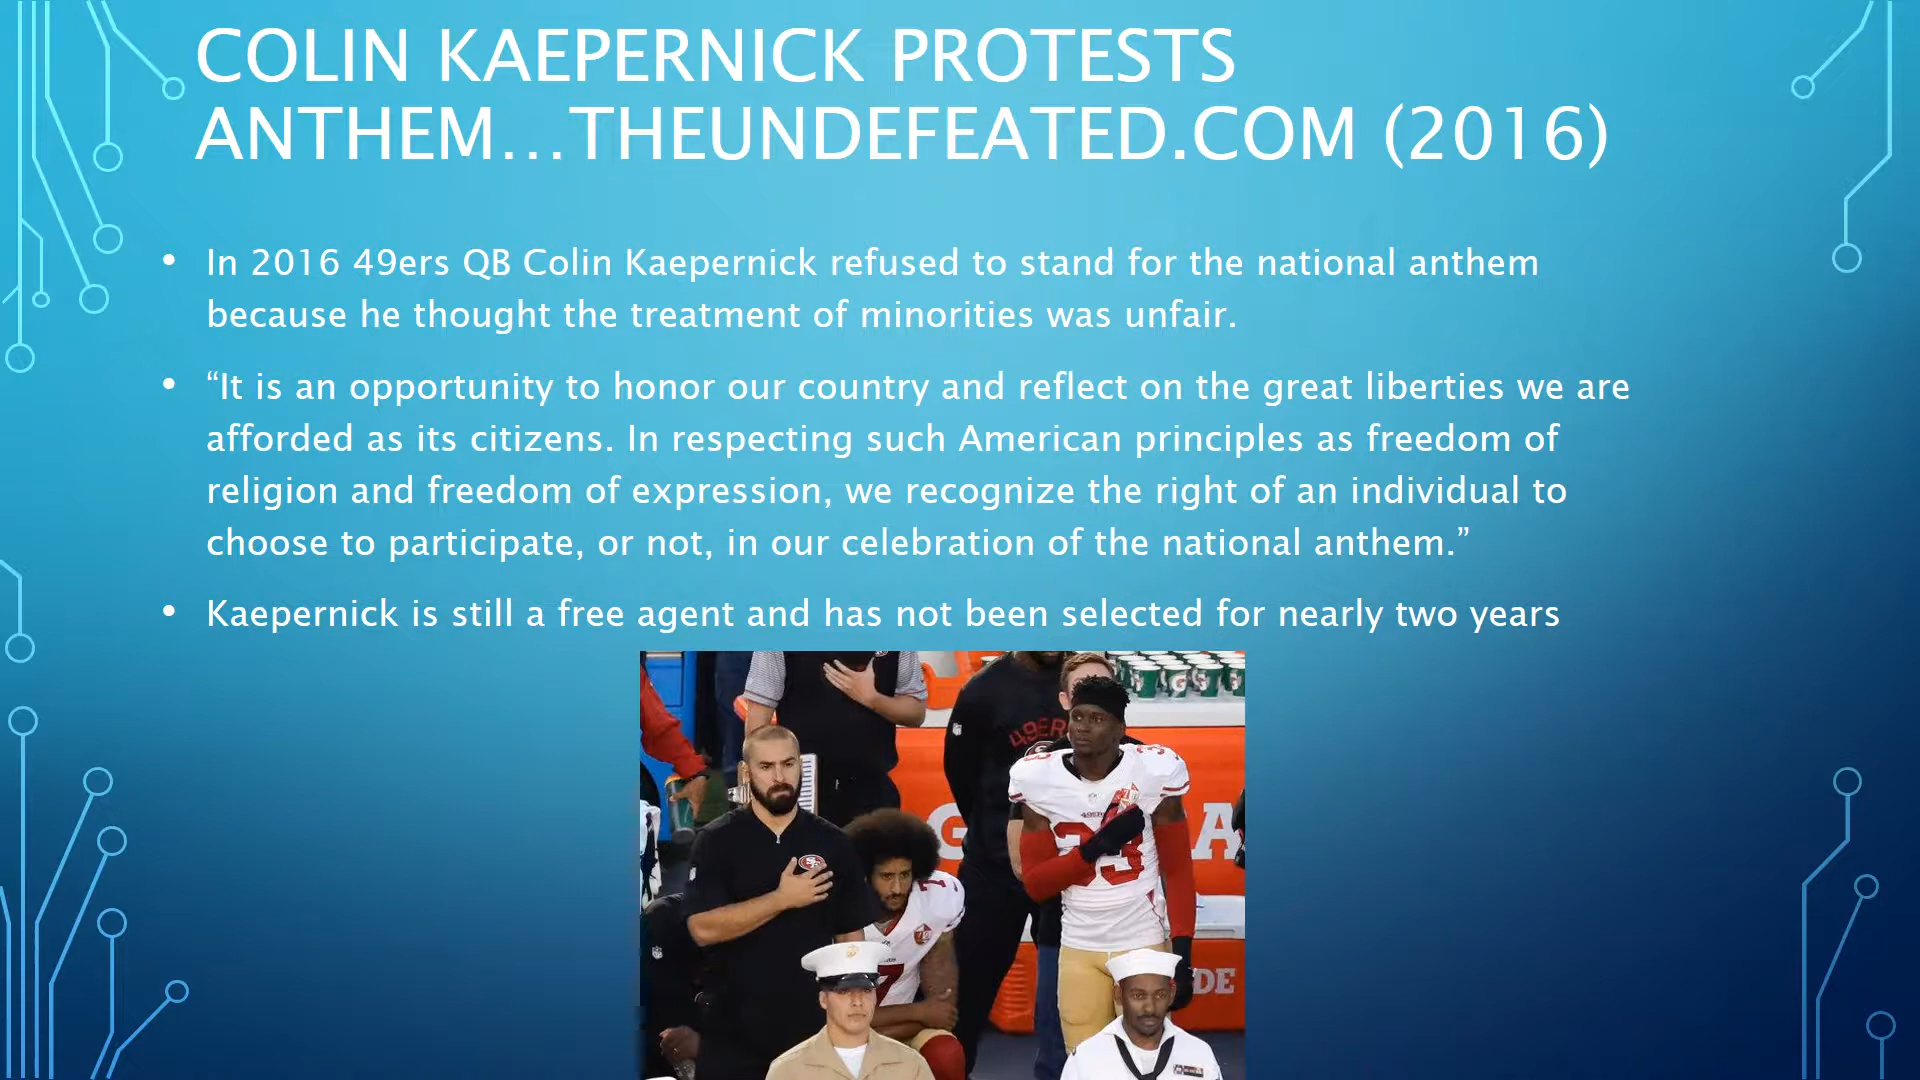 COLIN KAEPERNICK PROTESTS
ANTHEM...THEUNDEFEATED.COM (2016)
• In 2016 49ers QB Colin Kaepernick refused to stand for the national anthem
because he thought the treatment of minorities was unfair.
• “It is an opportunity to honor our country and reflect on the great liberties we are
afforded as its citizens. In respecting such American principles as freedom of
religion and freedom of expression, we recognize the right of an individual to
choose to participate, or not, in our celebration of the national anthem.”
• Kaepernick is still a free agent and has not been selected for nearly two years
G G
49ER
33
G
A
7
7
DE